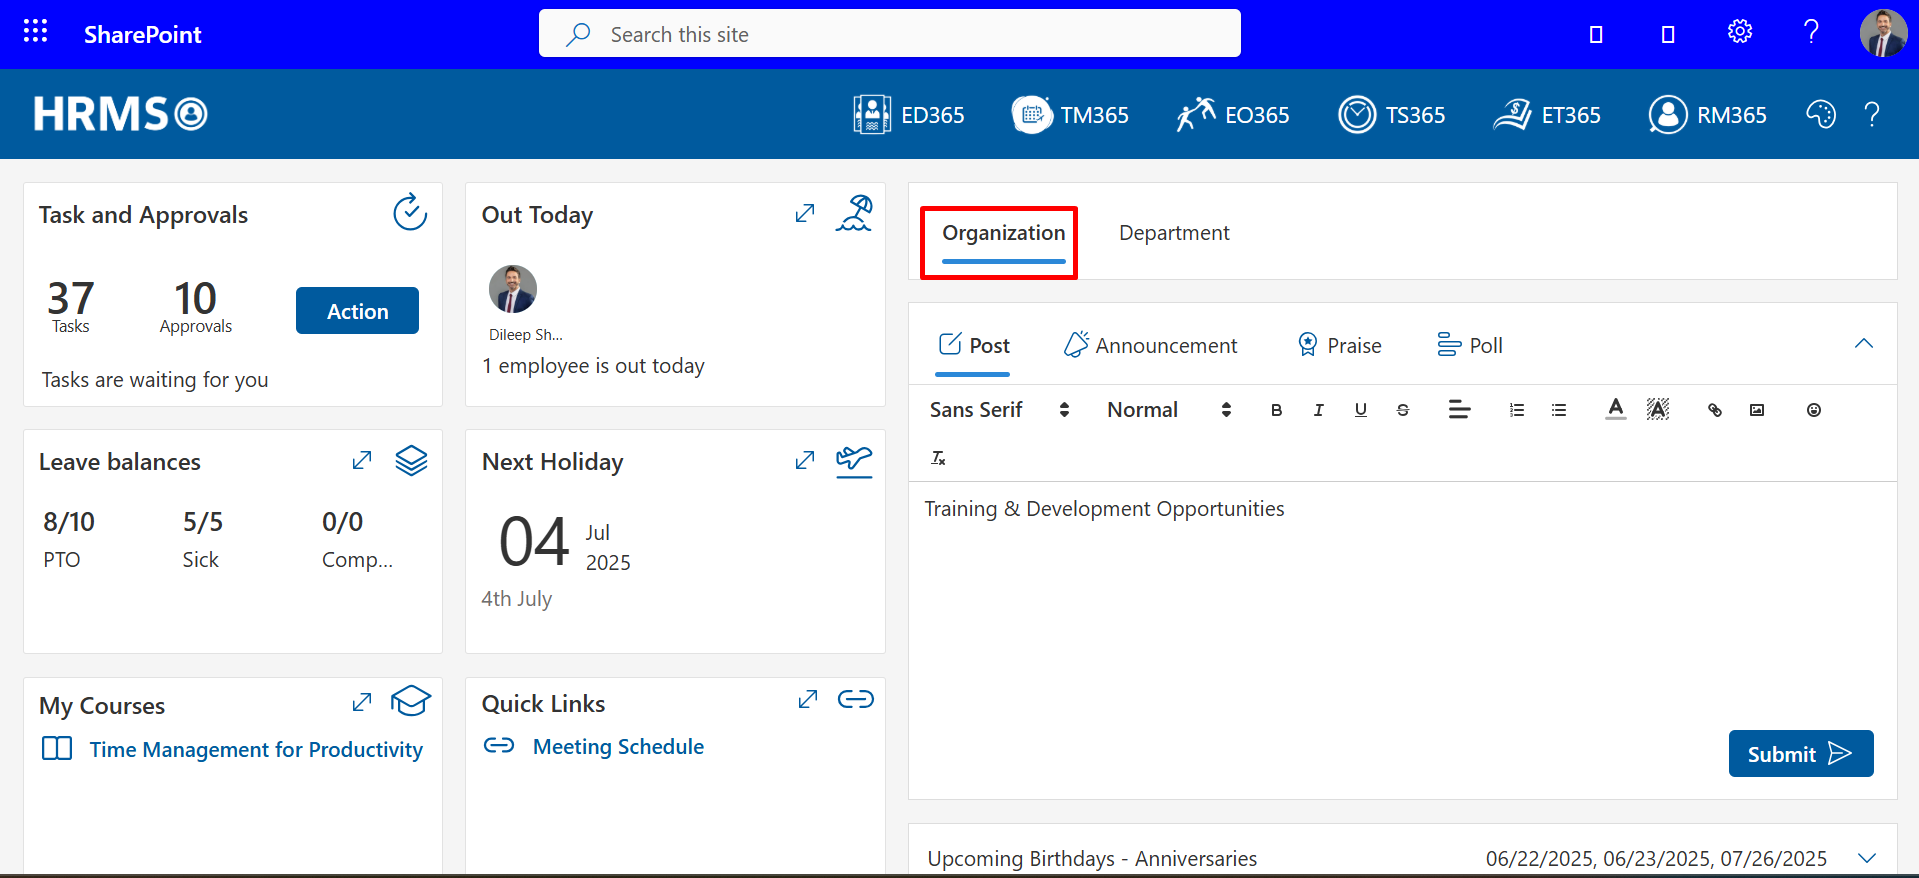 SharePoint
Search this site
HRMS
ED365
TM365
EO365
TS365
ET365
RM365
Task and Approvals
37
Tasks
10
Approvals
Action
Tasks are waiting for you
Out Today
Dileep Sh...
1 employee is out today
Leave balances
8/10
PTO
5/5
Sick
0/0
Comp...
Next Holiday
04
Jul
2025
4th July
My Courses
Time Management for Productivity
Quick Links
Meeting Schedule
Organization
Department
Post
Announcement
Praise
Poll
Sans Serif
Normal
Training & Development Opportunities
Submit
Upcoming Birthdays - Anniversaries
06/22/2025, 06/23/2025, 07/26/2025